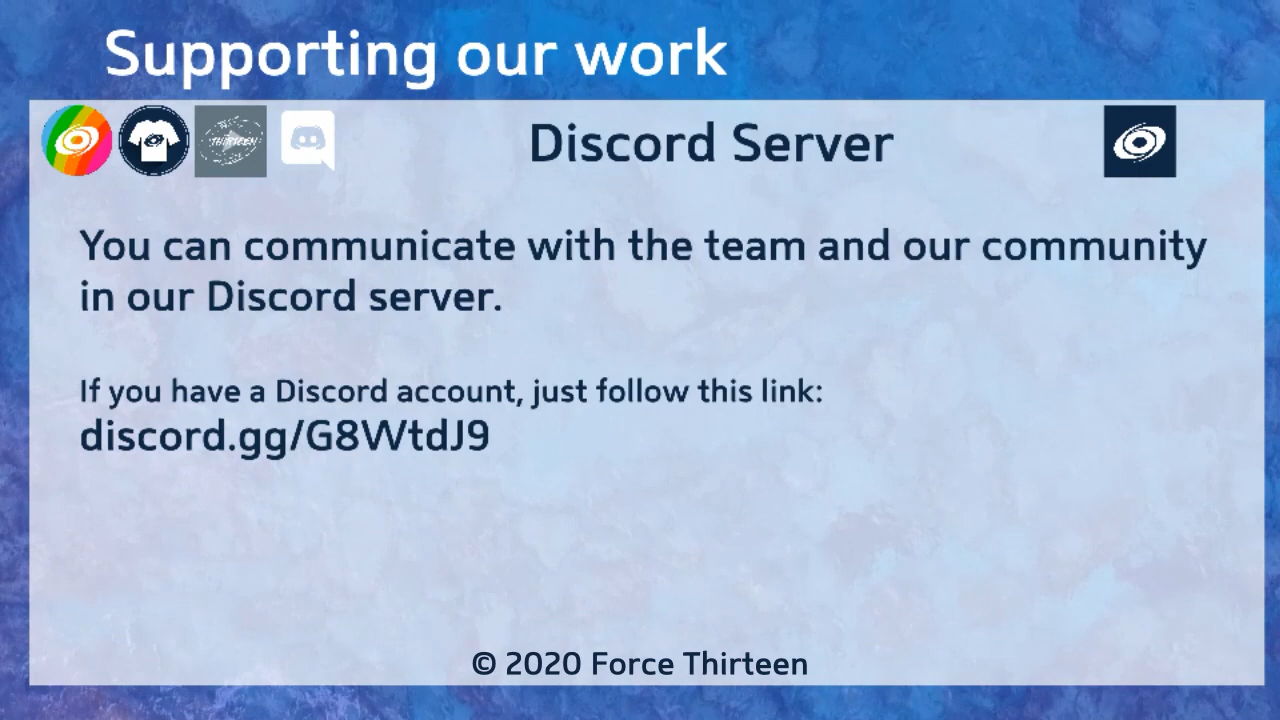 Supporting our work
THIRTEEN
Discord Server
You can communicate with the team and our community
in our Discord server.
If you have a Discord account, just follow this link:
discord.gg/G8WtdJ9
© 2020 Force Thirteen